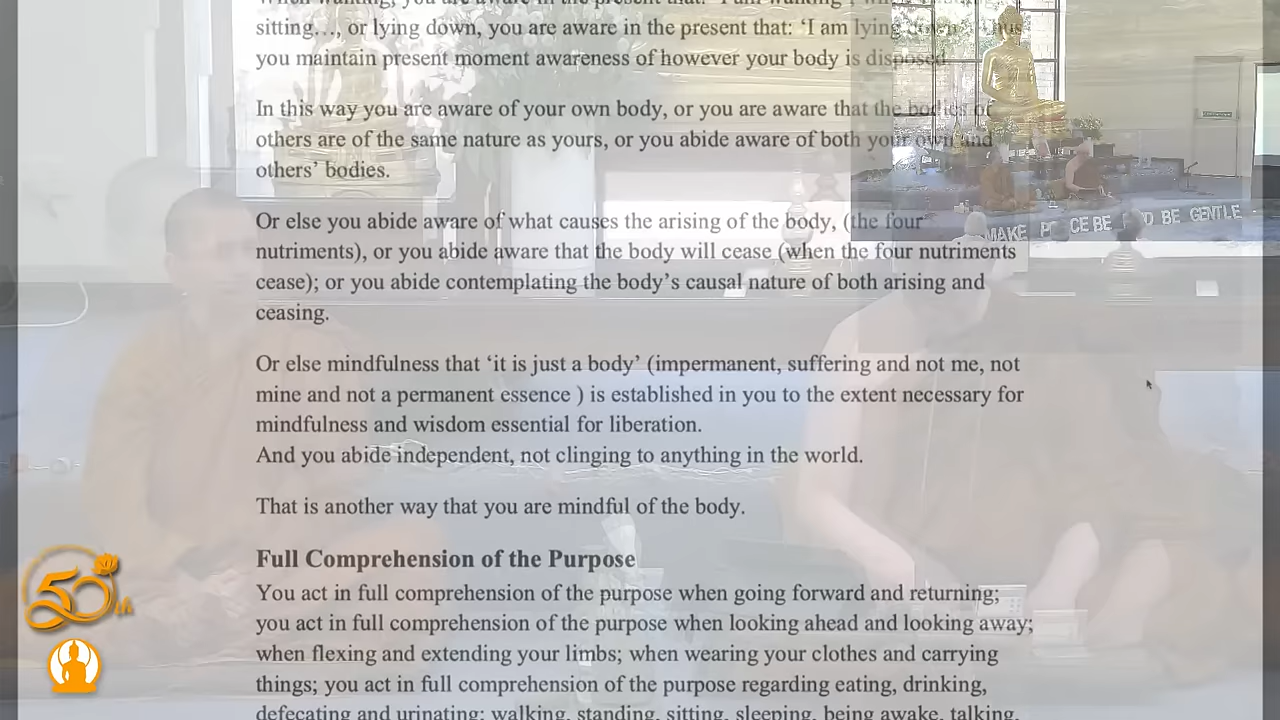 sitting…, or lying down, you are aware in the present that: ‘I am lying
you maintain present moment awareness of however your body is disposed.
In this way you are aware of your own body, or you are aware that the bodies of
others are of the same nature as yours, or you abide aware of both your own and
others’ bodies.
Or else you abide aware of what causes the arising of the body, (the four
nutriments), or you abide aware that the body will cease (when the four nutriments
cease); or you abide contemplating the body’s causal nature of both arising and
ceasing.
Or else mindfulness that ‘it is just a body’ (impermanent, suffering and not me, not
mine and not a permanent essence ) is established in you to the extent necessary for
mindfulness and wisdom essential for liberation.
And you abide independent, not clinging to anything in the world.
That is another way that you are mindful of the body.
Full Comprehension of the Purpose
You act in full comprehension of the purpose when going forward and returning;
you act in full comprehension of the purpose when looking ahead and looking away;
when flexing and extending your limbs; when wearing your clothes and carrying
things; you act in full comprehension of the purpose regarding eating, drinking,
defecating and urinating; walking, standing, sitting, sleeping, being awake, talking,
MAKE BE BE GENTLE
50th